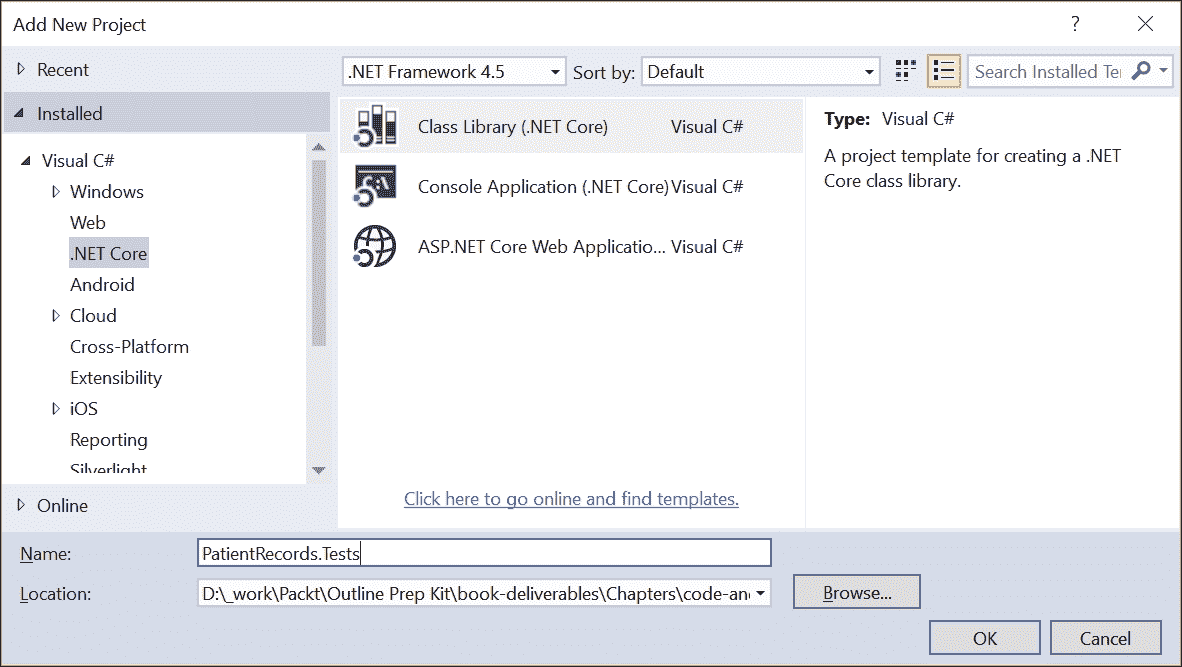 Add New Project
?
Recent
.NET Framework 4.5
Sort by:
Default
Search Installed Te
Installed
Visual C#
Windows
Web
.NET Core
Android
Cloud
Cross-Platform
Extensibility
iOS
Reporting
Silverlight
Online
Class Library (.NET Core) Visual C#
Console Application (.NET Core) Visual C#
ASP.NET Core Web Applicatio... Visual C#
Click here to go online and find templates.
Type: Visual C#
A project template for creating a .NET
Core class library.
Name: PatientRecords.Tests
Location: D:\_work\Packt\Outline Prep Kit\book-deliverables\Chapters\code-and
Browse...
OK
Cancel